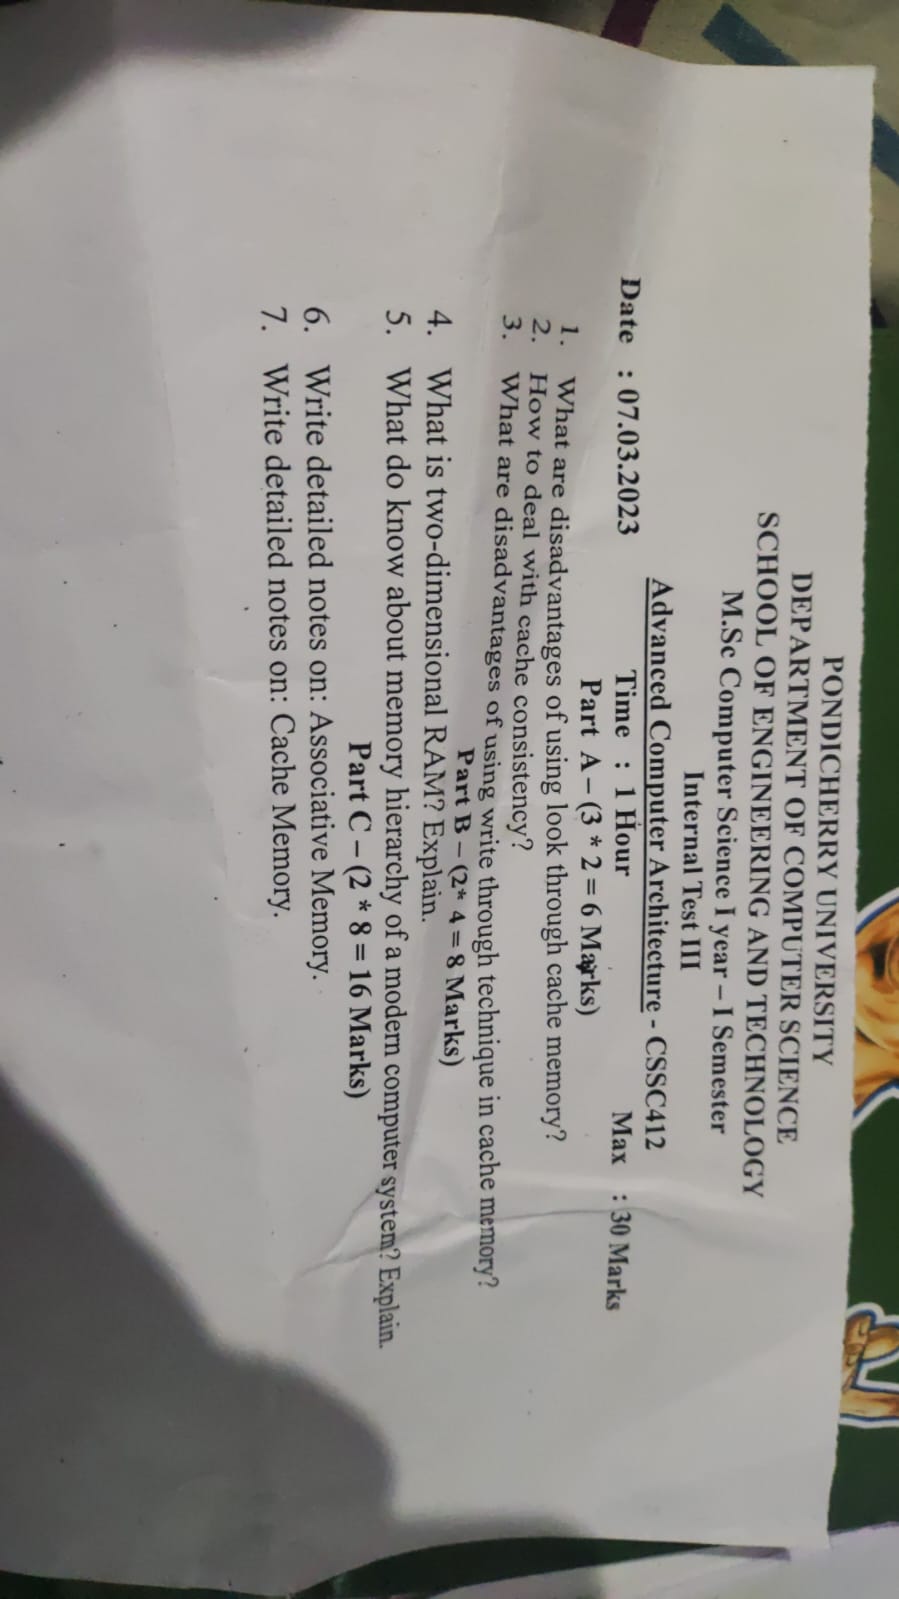 PONDICHERRY UNIVERSITY
DEPARTMENT OF COMPUTER SCIENCE
SCHOOL OF ENGINEERING AND TECHNOLOGY
M.Sc Computer Science I year – I Semester
Internal Test III
Advanced Computer Architecture - CSSC412
Date : 07.03.2023 Time : 1 Hour Max : 30 Marks
Part A – (3 * 2 = 6 Marks)
1. What are disadvantages of using look through cache memory?
2. How to deal with cache consistency?
3. What are disadvantages of using write through technique in cache memory?
Part B – (2* 4 = 8 Marks)
4. What is two-dimensional RAM? Explain.
5. What do know about memory hierarchy of a modern computer system? Explain.
Part C – (2 * 8 = 16 Marks)
6. Write detailed notes on: Associative Memory.
7. Write detailed notes on: Cache Memory.